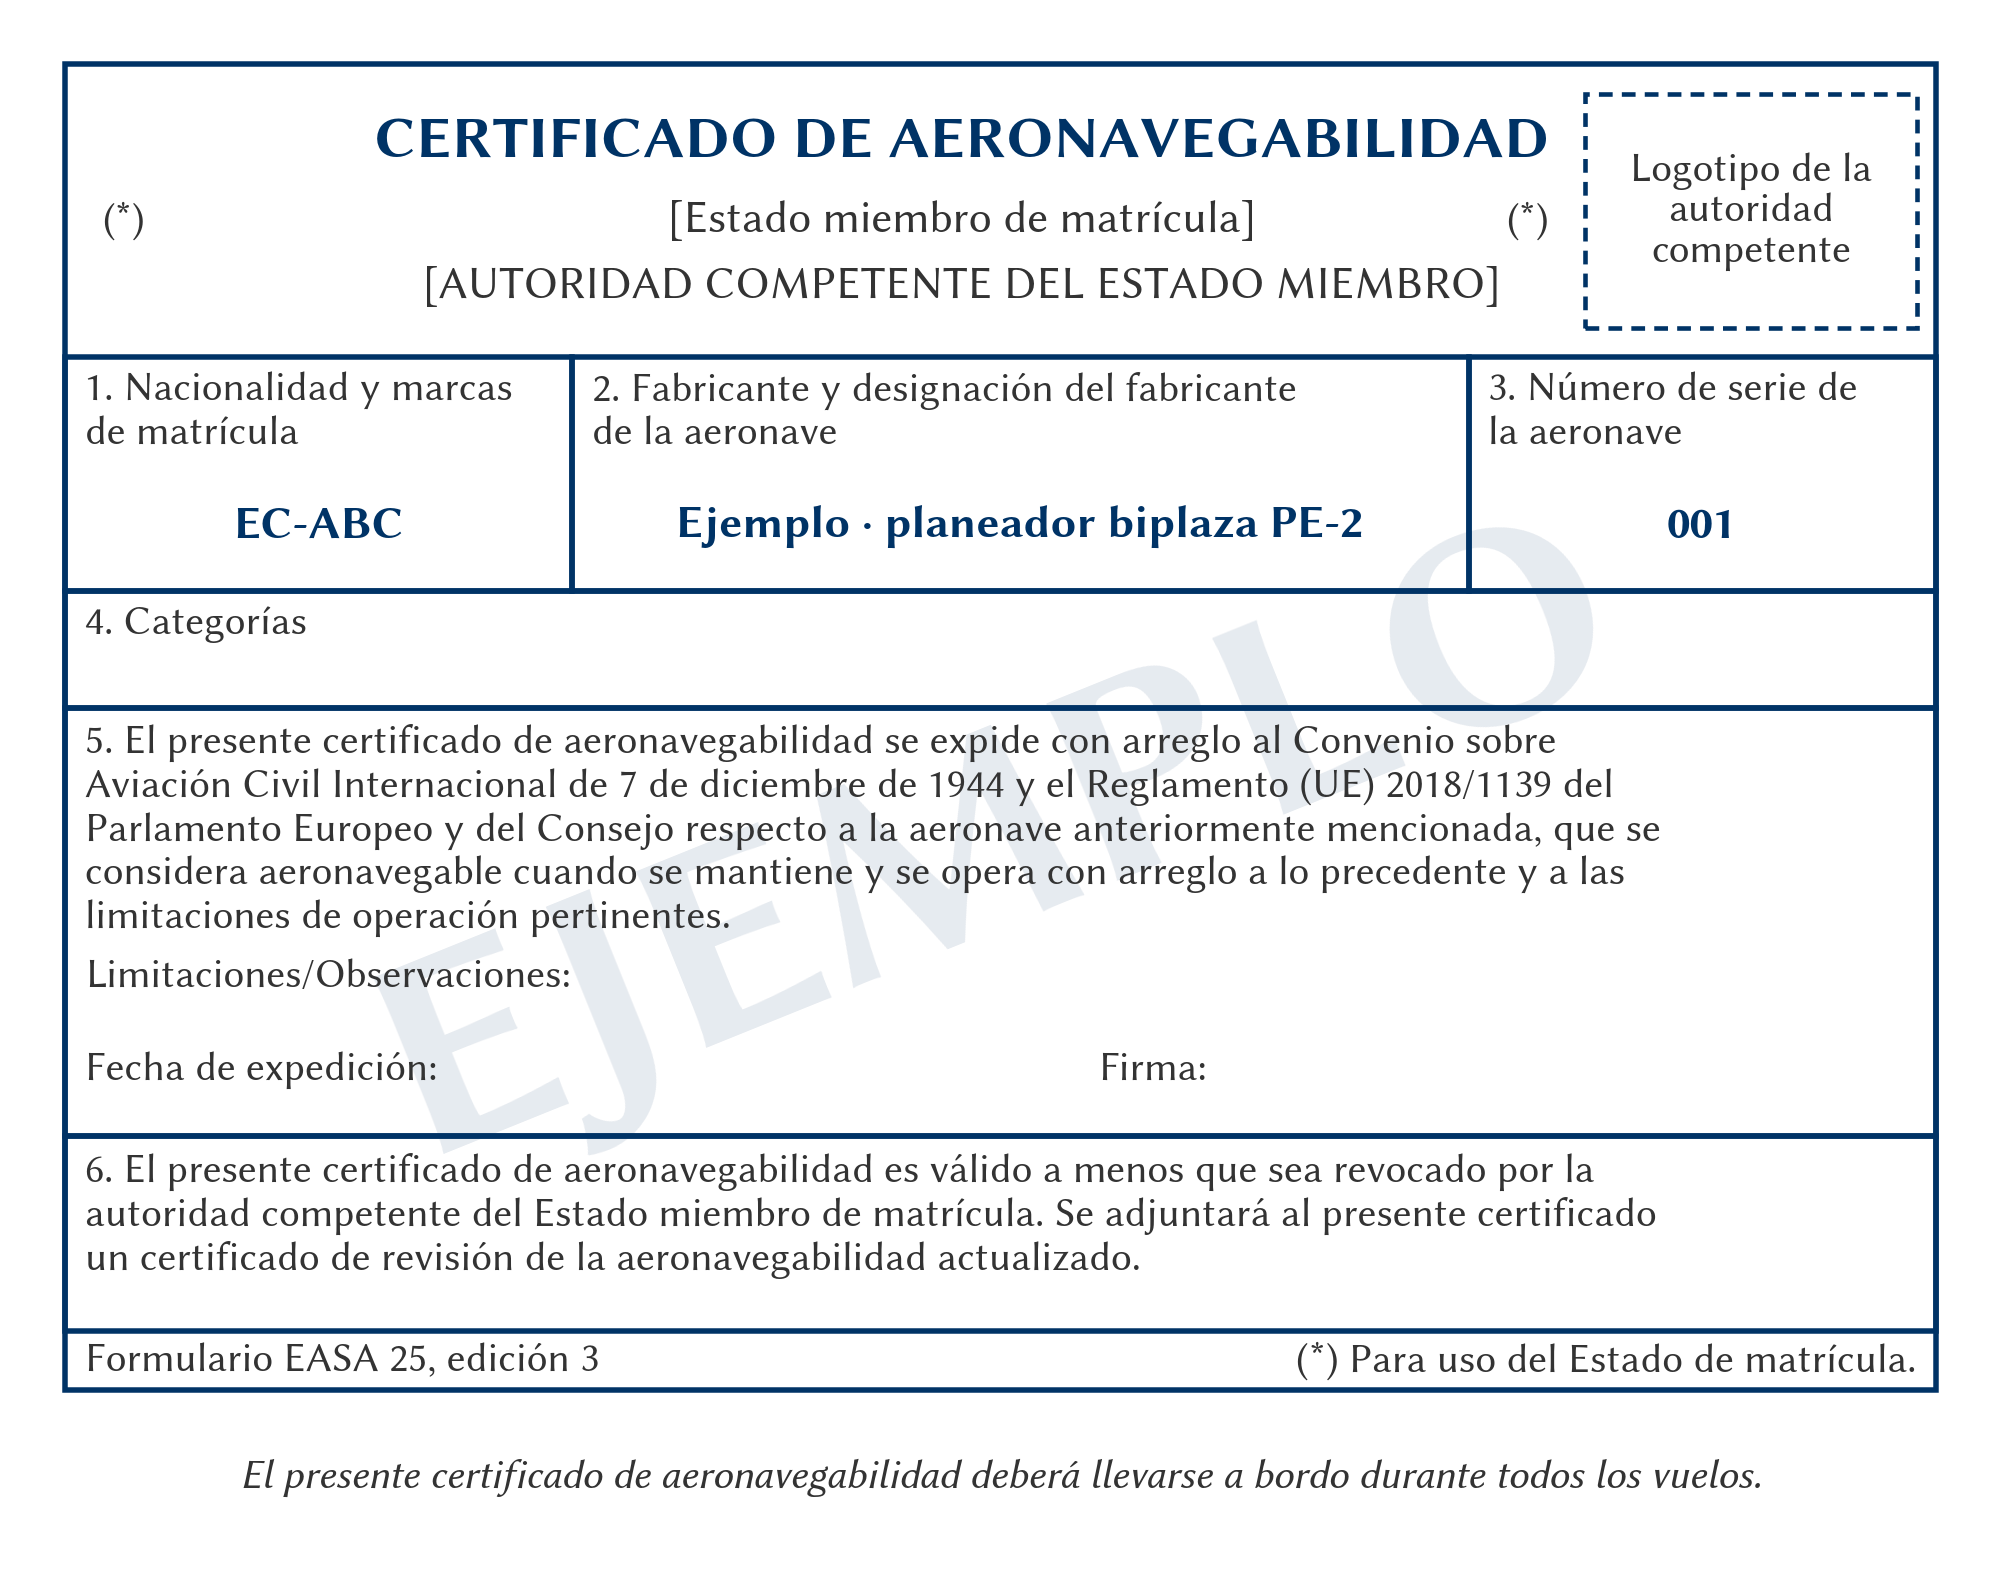 CERTIFICADO DE AERONAVEGABILIDAD
(*) [Estado miembro de matrícula] (*)
[AUTORIDAD COMPETENTE DEL ESTADO MIEMBRO]
Logotipo de la
autoridad
competente
1. Nacionalidad y marcas
de matrícula
EC-ABC
2. Fabricante y designación del fabricante
de la aeronave
Ejemplo · planeador biplaza PE-2
3. Número de serie de
la aeronave
001
4. Categorías
5. El presente certificado de aeronavegabilidad se expide con arreglo al Convenio sobre
Aviación Civil Internacional de 7 de diciembre de 1944 y el Reglamento (UE) 2018/1139 del
Parlamento Europeo y del Consejo respecto a la aeronave anteriormente mencionada, que se
considera aeronavegable cuando se mantiene y se opera con arreglo a lo precedente y a las
limitaciones de operación pertinentes.
Limitaciones/Observaciones:
Fecha de expedición: Firma:
6. El presente certificado de aeronavegabilidad es válido a menos que sea revocado por la
autoridad competente del Estado miembro de matrícula. Se adjuntará al presente certificado
un certificado de revisión de la aeronavegabilidad actualizado.
Formulario EASA 25, edición 3 (*) Para uso del Estado de matrícula.
El presente certificado de aeronavegabilidad deberá llevarse a bordo durante todos los vuelos.
EJEMPLO